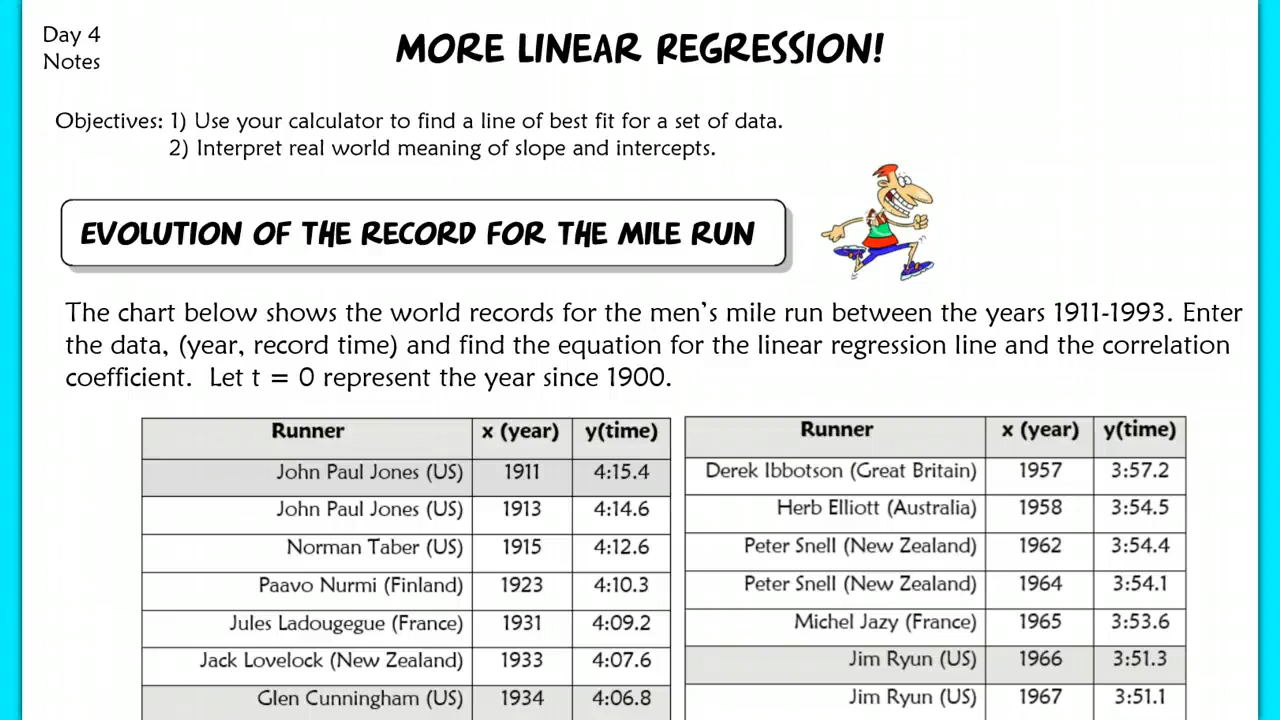 Day 4
Notes
MORE LINEAR REGRESSION!
Objectives: 1) Use your calculator to find a line of best fit for a set of data.
2) Interpret real world meaning of slope and intercepts.
EVOLUTION OF THE RECORD FOR THE MILE RUN
The chart below shows the world records for the men's mile run between the years 1911-1993. Enter
the data, (year, record time) and find the equation for the linear regression line and the correlation
coefficient. Let t = 0 represent the year since 1900.
Runner x (year) y(time)
John Paul Jones (US) 1911 4:15.4
John Paul Jones (US) 1913 4:14.6
Norman Taber (US) 1915 4:12.6
Paavo Nurmi (Finland) 1923 4:10.3
Jules Ladougegue (France) 1931 4:09.2
Jack Lovelock (New Zealand) 1933 4:07.6
Glen Cunningham (US) 1934 4:06.8
Runner x (year) y(time)
Derek Ibbotson (Great Britain) 1957 3:57.2
Herb Elliott (Australia) 1958 3:54.5
Peter Snell (New Zealand) 1962 3:54.4
Peter Snell (New Zealand) 1964 3:54.1
Michel Jazy (France) 1965 3:53.6
Jim Ryun (US) 1966 3:51.3
Jim Ryun (US) 1967 3:51.1